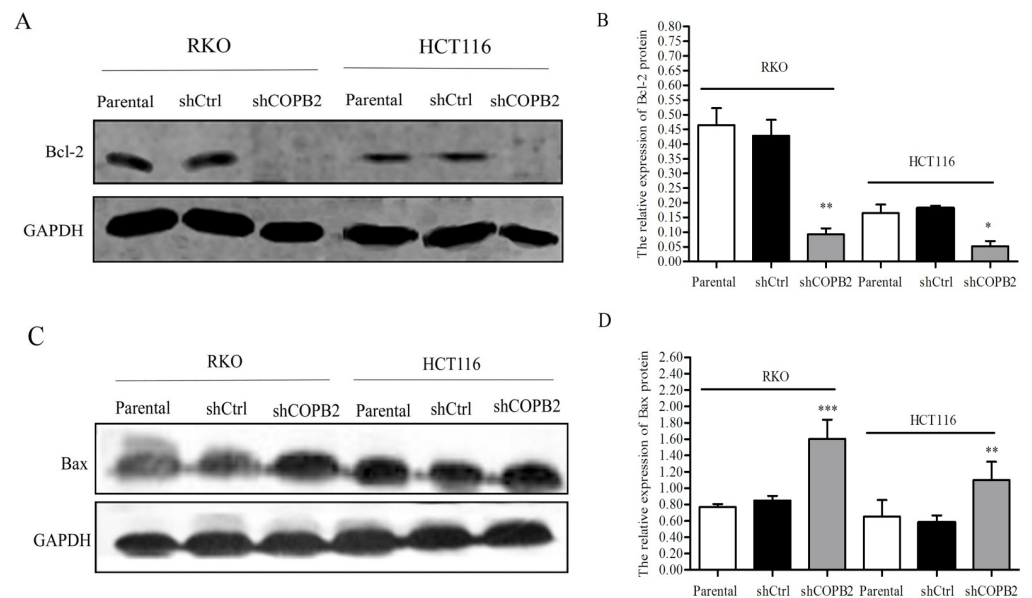 A
RKO
HCT116
Parental shCtrl shCOPB2 Parental shCtrl shCOPB2
Bcl-2
GAPDH
B
The relative expression of Bcl-2 protein
0.80
0.75
0.70
0.65
0.60
0.55
0.50
0.45
0.40
0.35
0.30
0.25
0.20
0.15
0.10
0.05
0.00
RKO
HCT116
**
*
Parental shCtrl shCOPB2 Parental shCtrl shCOPB2
C
RKO
HCT116
Parental shCtrl shCOPB2 Parental shCtrl shCOPB2
Bax
GAPDH
D
The relative expression of Bax protein
2.60
2.40
2.20
2.20
2.00
1.80
1.60
1.40
1.20
1.00
0.80
0.60
0.40
0.20
0.00
RKO
HCT116
***
**
Parental shCtrl shCOPB2 Parental shCtrl shCOPB2